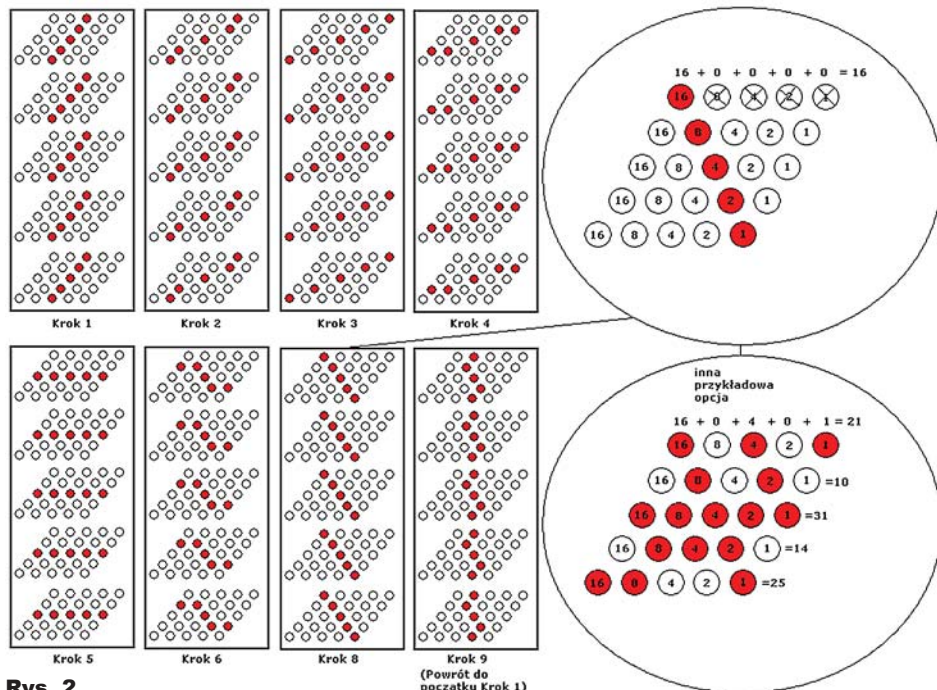 16 + 0 + 0 + 0 + 0 = 16
16 8 4 2 1
16 8 4 2 1
16 8 4 2 1
16 8 4 2 1
16 8 4 2 1
Krok 1
Krok 2
Krok 3
Krok 4
inna
przykładowa
opcja
16 + 0 + 4 + 0 + 1 = 21
16 8 4 2 1
16 8 4 2 1 =10
16 8 4 2 1 =31
16 8 4 2 1 =14
16 8 4 2 1 =25
Krok 5
Krok 6
Krok 8
Krok 9
(Powrót do
początku Krok 1)
Rys. 2